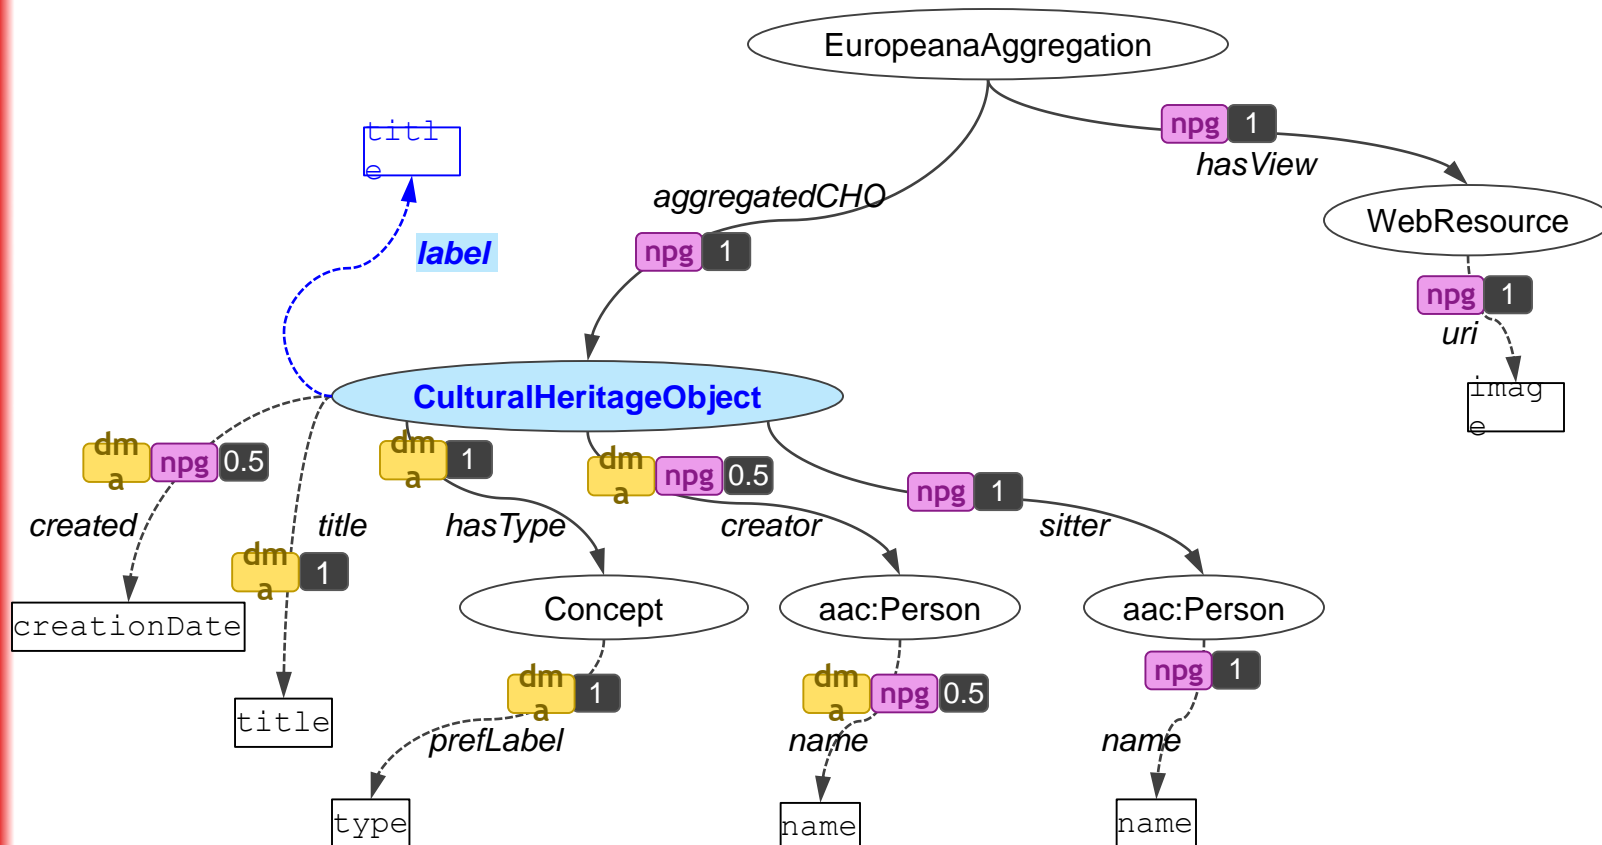 EuropeanaAggregation
npg 1
hasView
titl
e
aggregatedCHO
npg 1
label
WebResource
npg 1
uri
imag
e
CulturalHeritageObject
dm
a npg 0.5
created
dm
a 1
title
dm
a 1
hasType
dm
a npg 0.5
creator
npg 1
sitter
creationDate
title
Concept
aac:Person
aac:Person
dm
a 1
prefLabel
dm
a npg 0.5
name
npg 1
name
type
name
name